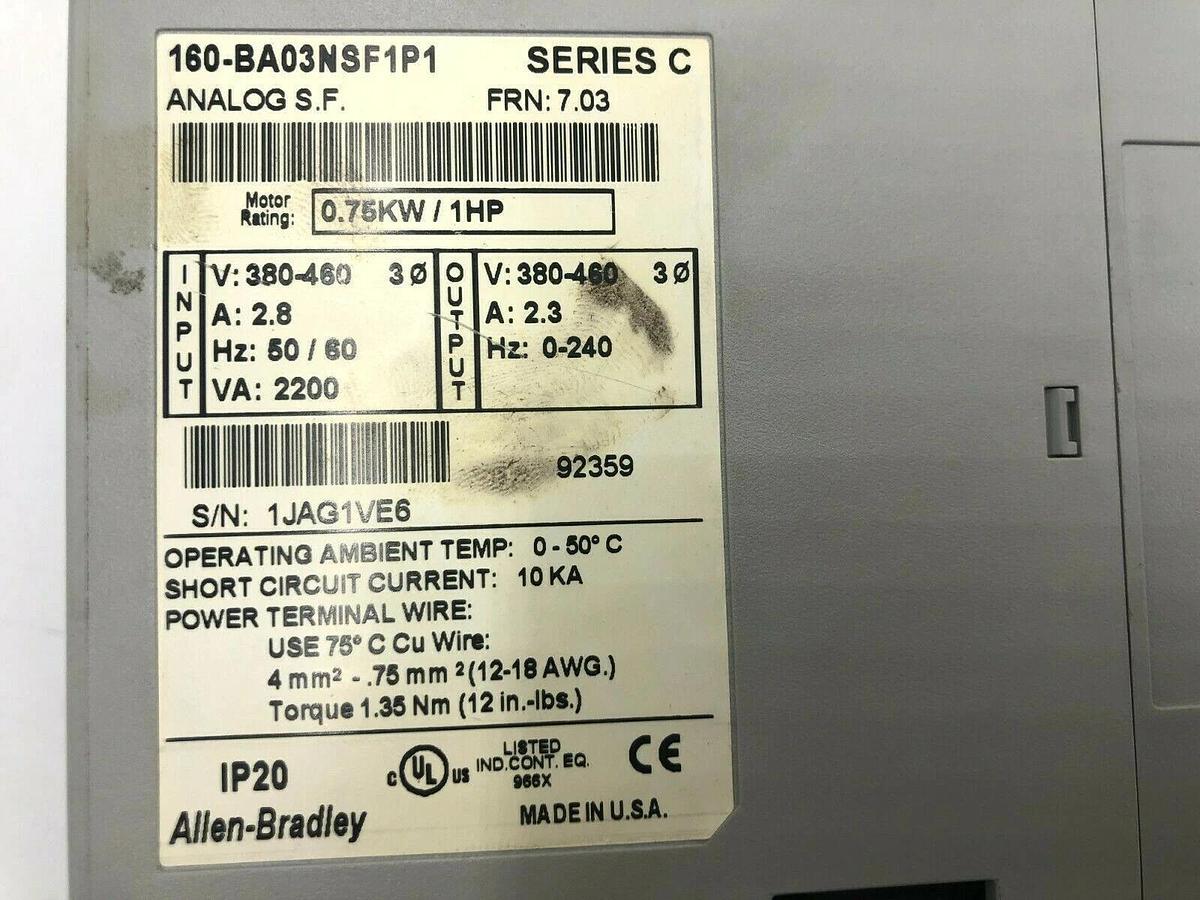 160-BA03NSF1P1 SERIES C
ANALOG S.F. FRN: 7.03
Motor
Rating: 0.75KW / 1HP
INPUT
V: 380-460 3Ø
A: 2.8
Hz: 50 / 60
VA: 2200
OUTPUT
V: 380-460 3Ø
A: 2.3
Hz: 0-240
92359
S/N: 1JAG1VE6
OPERATING AMBIENT TEMP: 0 - 50° C
SHORT CIRCUIT CURRENT: 10 KA
POWER TERMINAL WIRE:
USE 75° C Cu Wire:
4 mm² - .75 mm ² (12-18 AWG.)
Torque 1.35 Nm (12 in.-lbs.)
IP20
c UL US
LISTED
IND.CONT. EQ.
966X
CE
Allen-Bradley
MADE IN U.S.A.